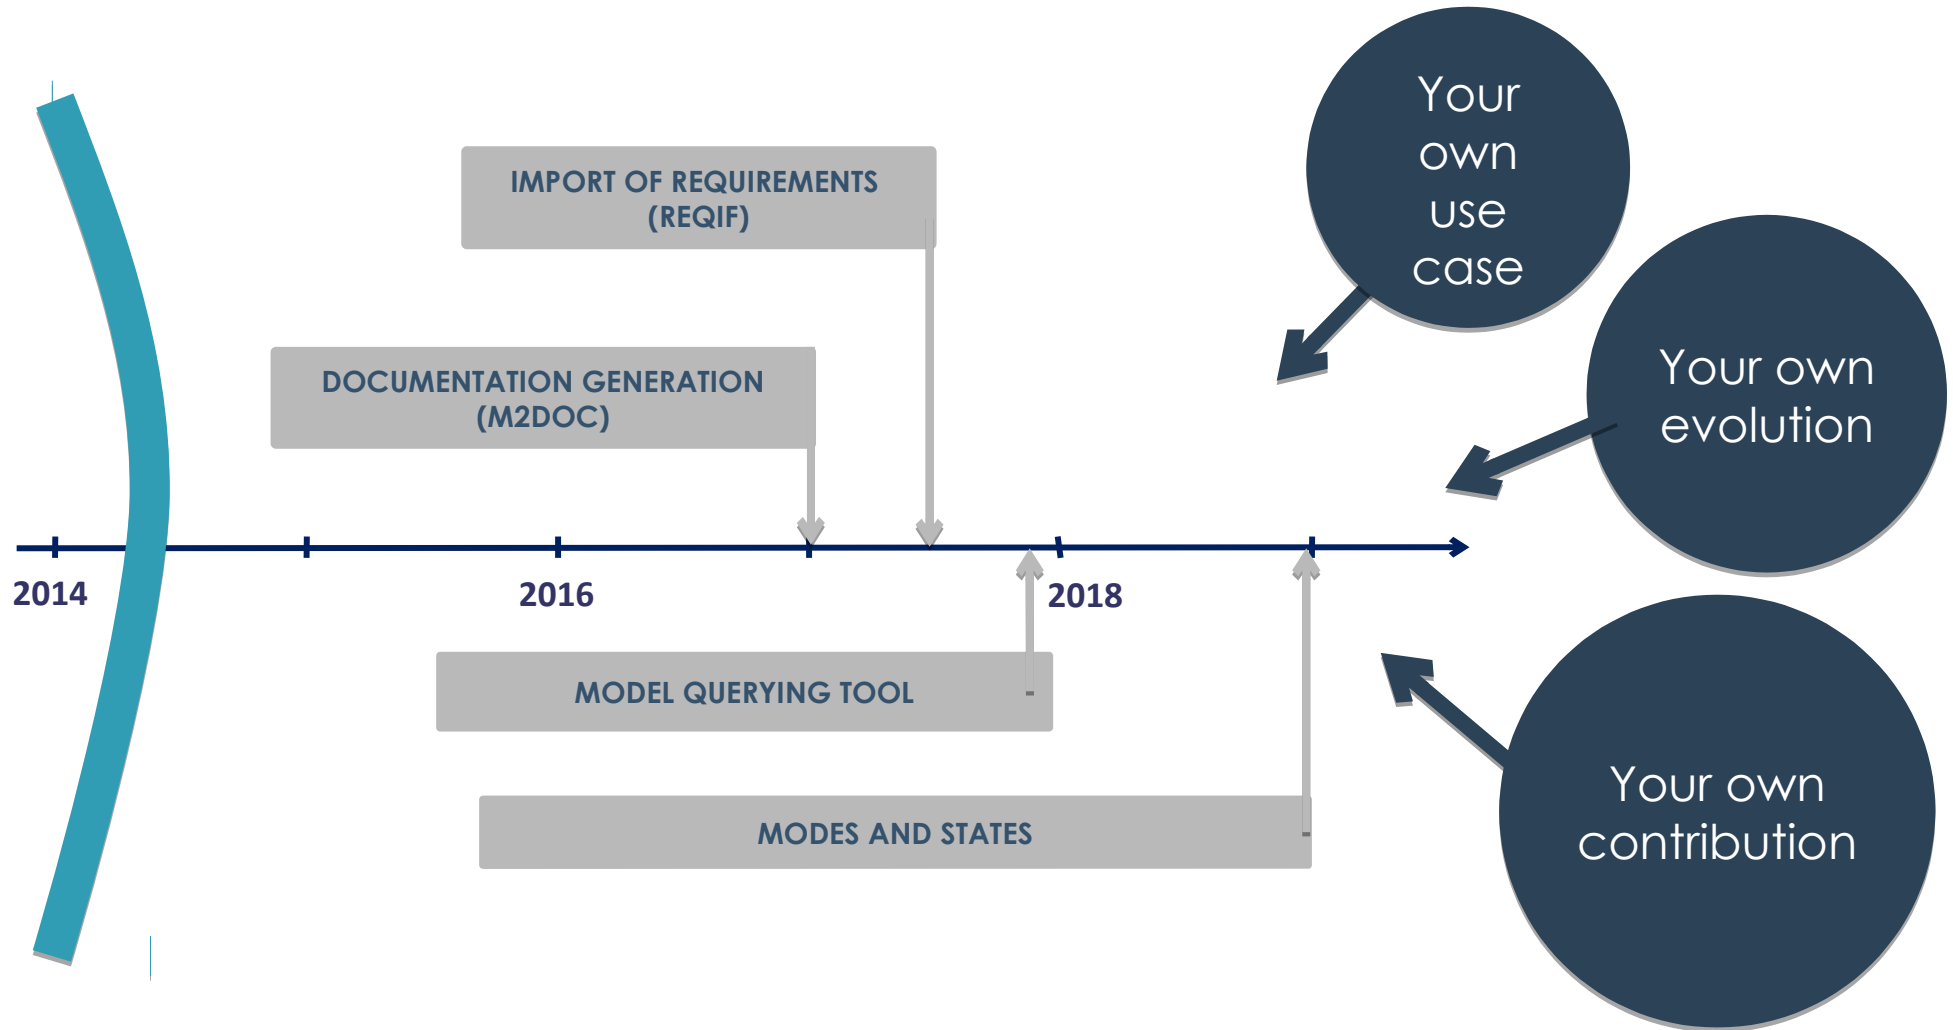 Your
own
use
case
IMPORT OF REQUIREMENTS
(REQIF)
Your own
evolution
DOCUMENTATION GENERATION
(M2DOC)
2014
2016
2018
MODEL QUERYING TOOL
MODES AND STATES
Your own
contribution